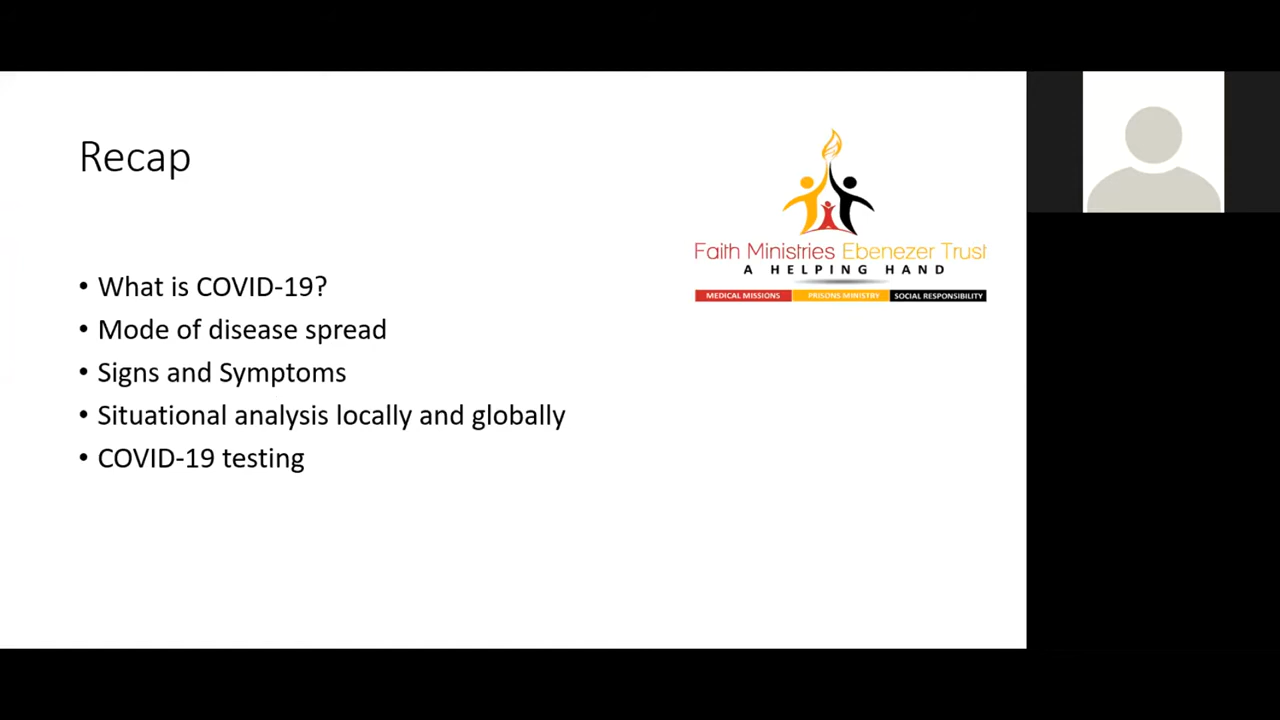 Recap
• What is COVID-19?
• Mode of disease spread
• Signs and Symptoms
• Situational analysis locally and globally
• COVID-19 testing
Faith Ministries Ebenezer Trust
A HELPING HAND
MEDICAL MISSIONS PRISONS MINISTRY SOCIAL RESPONSIBILITY